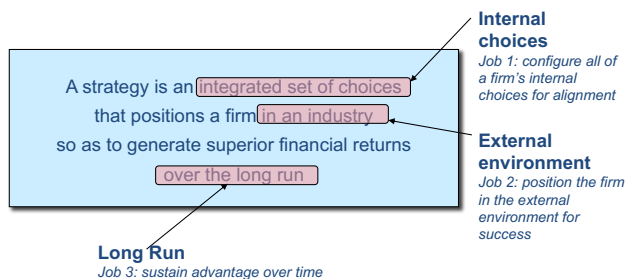 Internal
choices
Job 1: configure all of
a firm's internal
choices for alignment
A strategy is an integrated set of choices
that positions a firm in an industry
so as to generate superior financial returns
over the long run
External
environment
Job 2: position the firm
in the external
environment for
success
Long Run
Job 3: sustain advantage over time